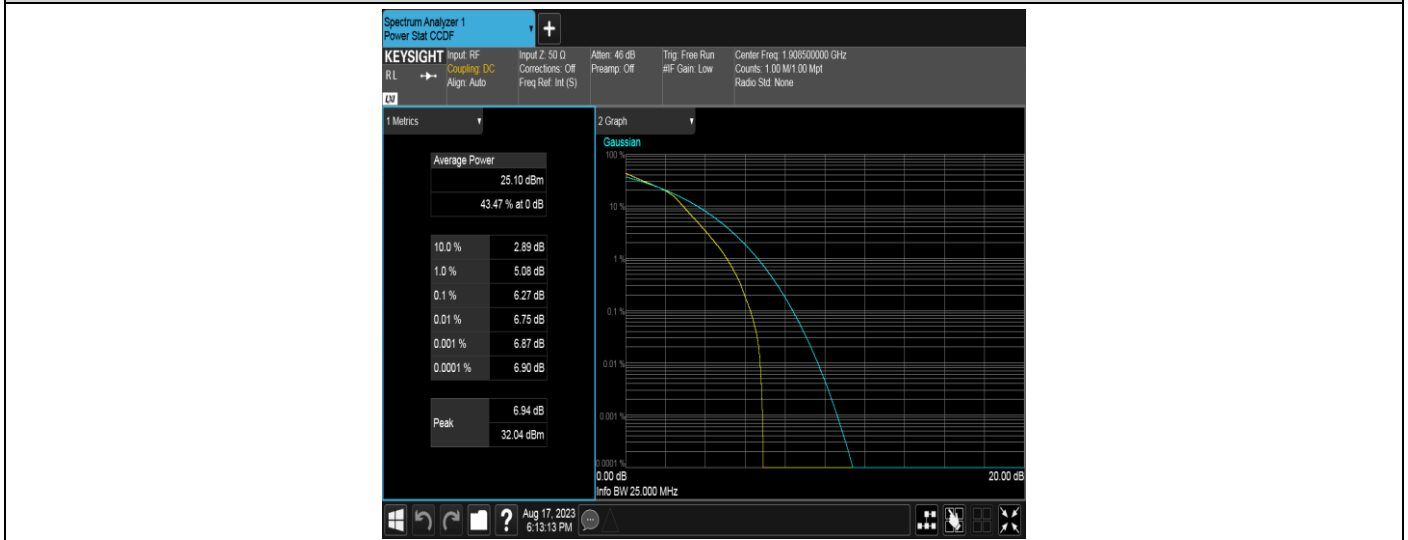 Spectrum Analyzer 1
Power Stat CCDF
+
KEYSIGHT Input: RF
Coupling: DC
Align: Auto
RL
LXI
Input Z: 50 Ω
Corrections: Off
Freq Ref: Int (S)
Atten: 46 dB
Preamp: Off
Trig: Free Run
#IF Gain: Low
Center Freq: 1.908500000 GHz
Counts: 1.00 M/1.00 Mpt
Radio Std: None
1 Metrics
Average Power
25.10 dBm
43.47 % at 0 dB
10.0 % 2.89 dB
1.0 % 5.08 dB
0.1 % 6.27 dB
0.01 % 6.75 dB
0.001 % 6.87 dB
0.0001 % 6.90 dB
Peak
6.94 dB
32.04 dBm
2 Graph
Gaussian
100 %
10 %
1 %
0.1 %
0.01 %
0.001 %
0.0001 %
0.00 dB 20.00 dB
Info BW 25.000 MHz
? Aug 17, 2023
6:13:13 PM